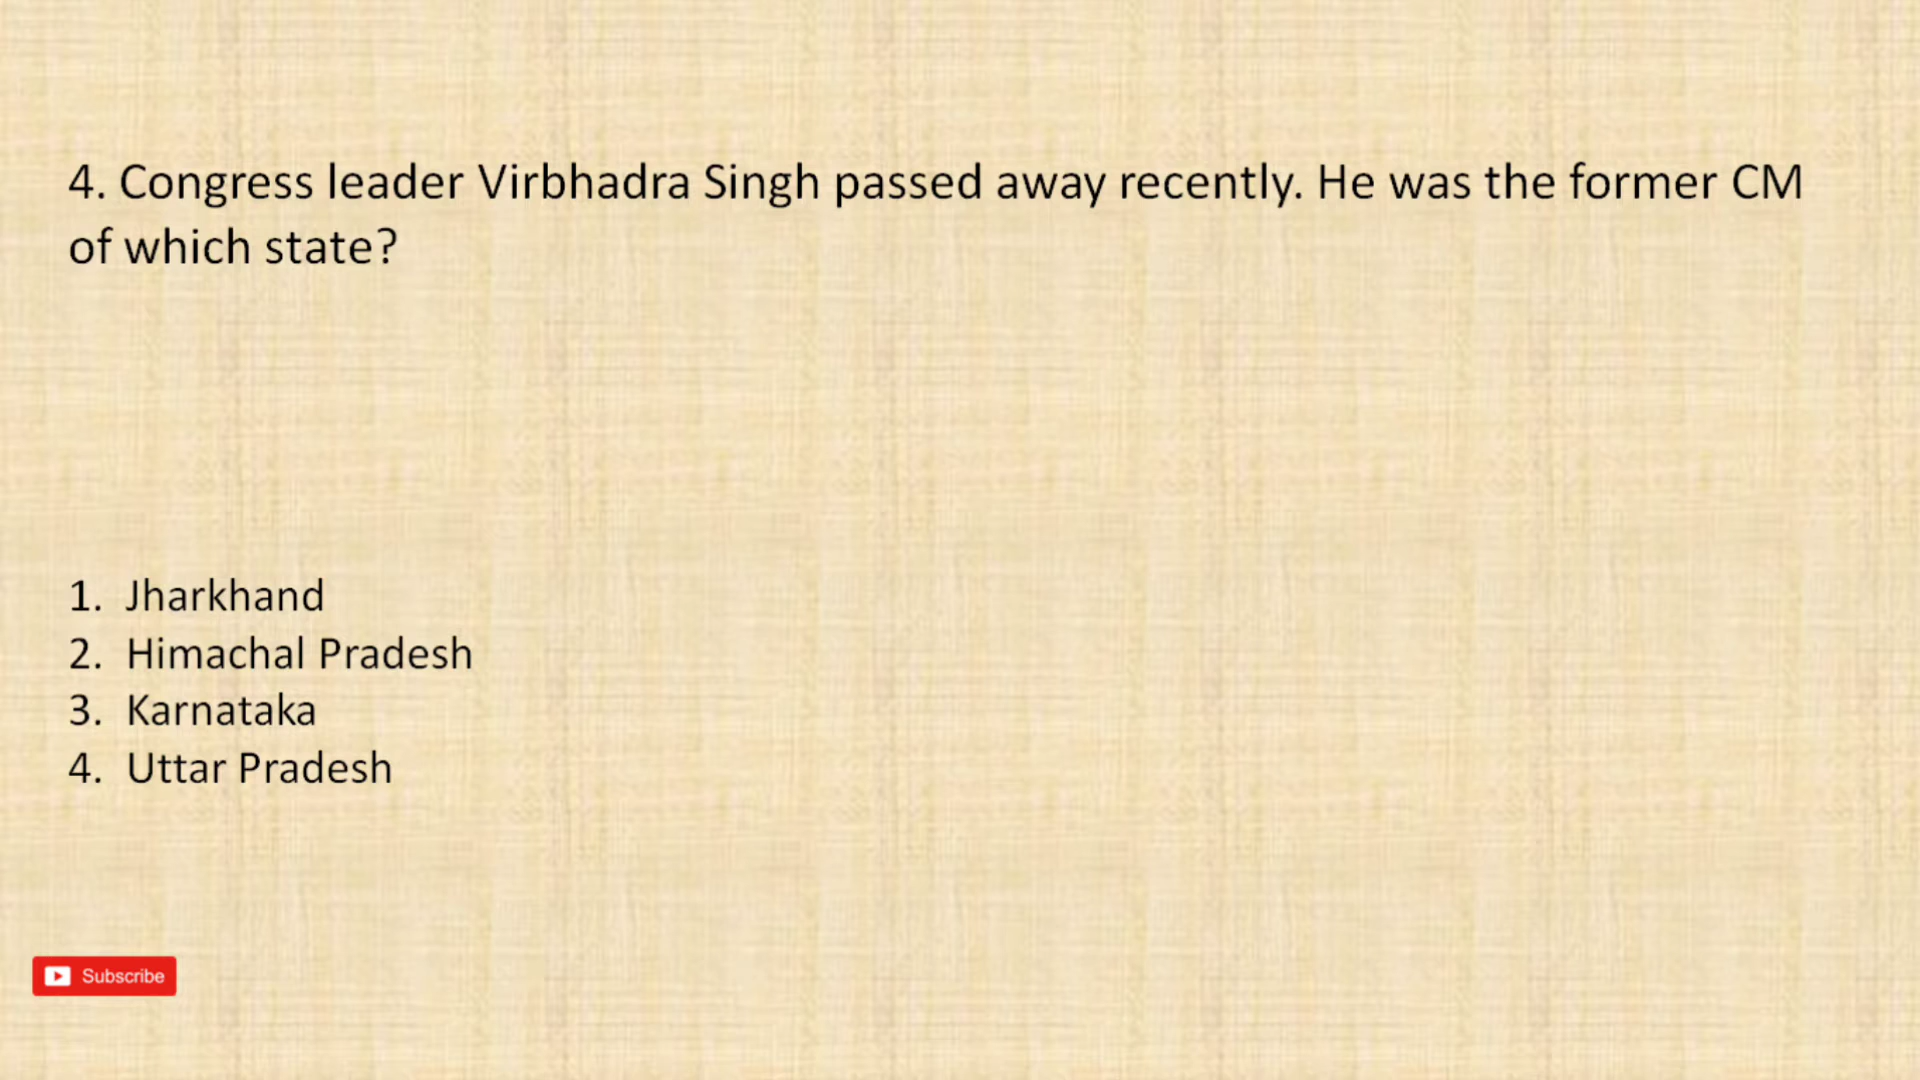 4. Congress leader Virbhadra Singh passed away recently. He was the former CM
of which state?
1. Jharkhand
2. Himachal Pradesh
3. Karnataka
4. Uttar Pradesh
Subscribe